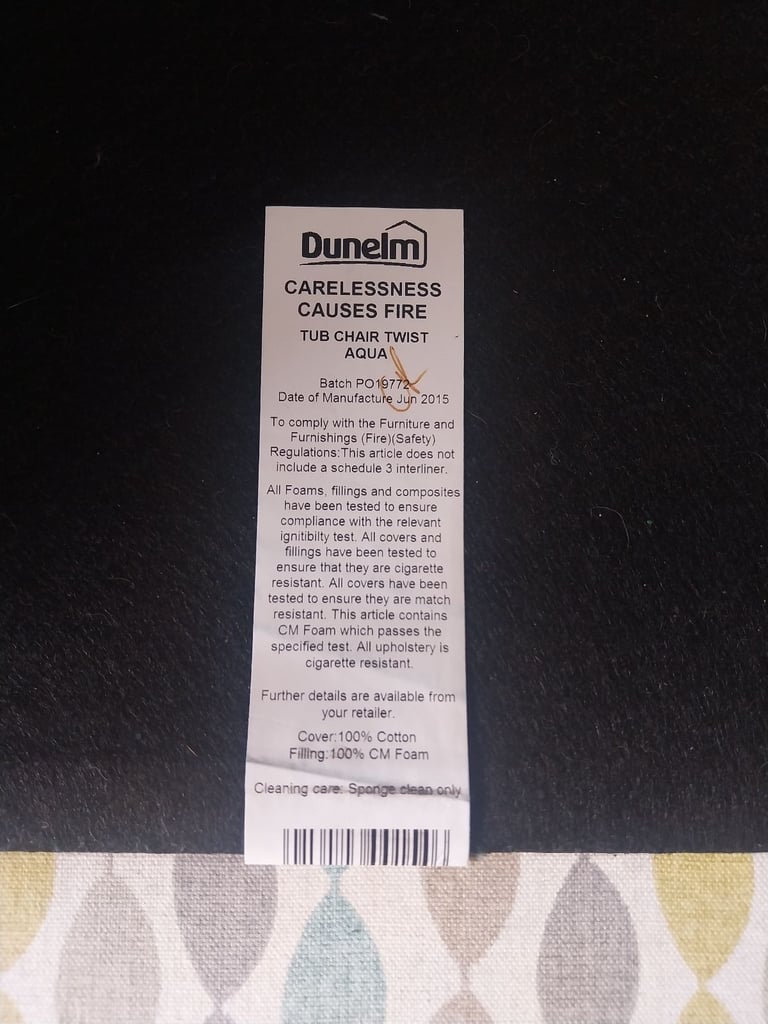 Dunelm
CARELESSNESS
CAUSES FIRE
TUB CHAIR TWIST
AQUA
Batch PO19772
Date of Manufacture Jun 2015
To comply with the Furniture and
Furnishings (Fire)(Safety)
Regulations:This article does not
include a schedule 3 interliner.
All Foams, fillings and composites
have been tested to ensure
compliance with the relevant
ignitibilty test. All covers and
fillings have been tested to
ensure that they are cigarette
resistant. All covers have been
tested to ensure they are match
resistant. This article contains
CM Foam which passes the
specified test. All upholstery is
cigarette resistant.
Further details are available from
your retailer.
Cover:100% Cotton
Filling:100% CM Foam
Cleaning care: Sponge clean only